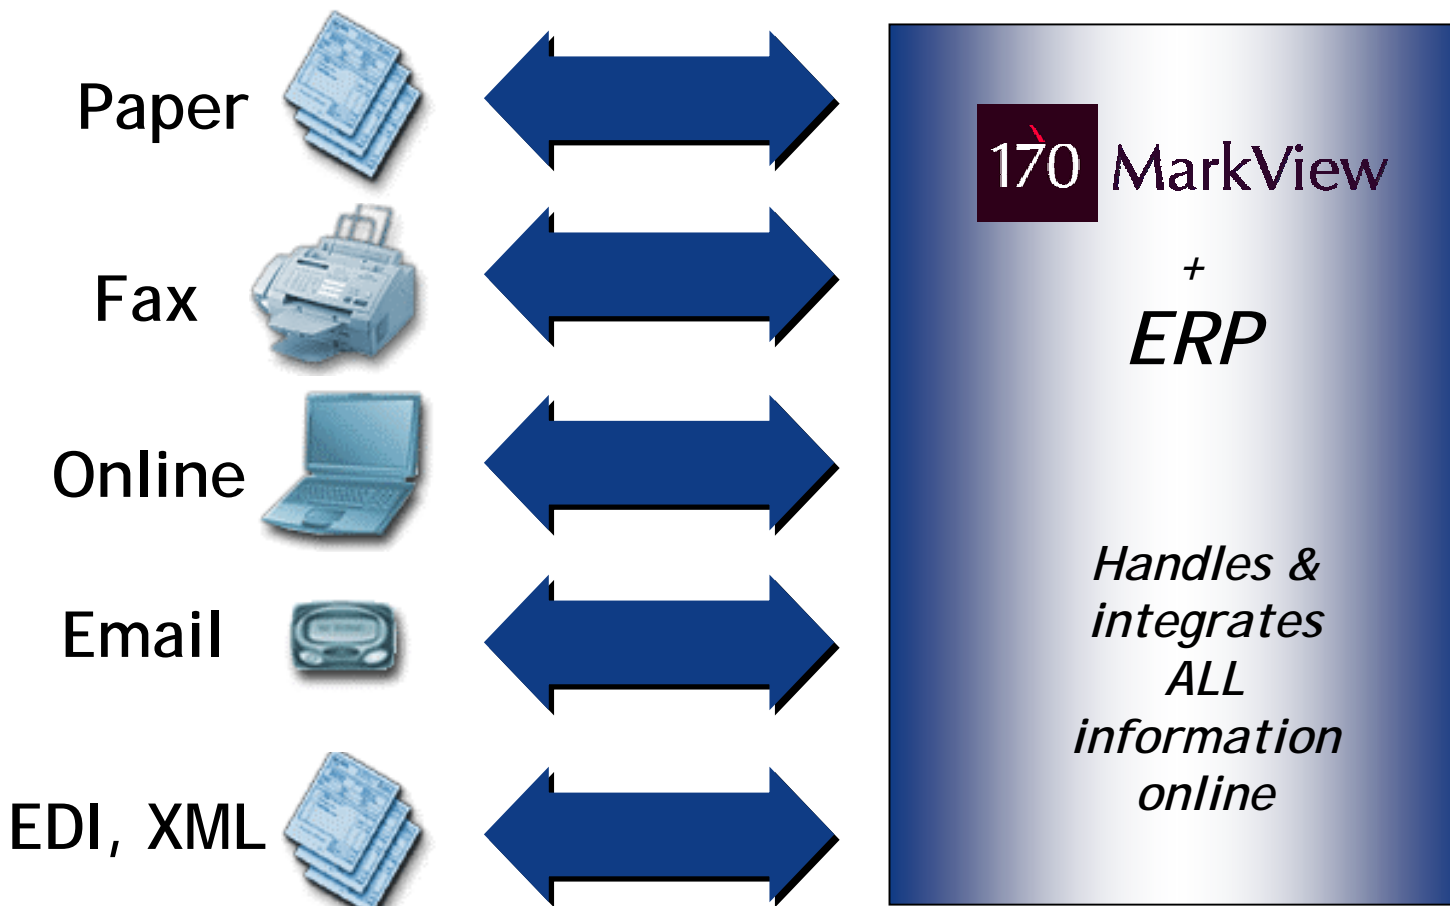 Paper
Fax
Online
Email
EDI, XML
170 MarkView
+
ERP
Handles &
integrates
ALL
information
online